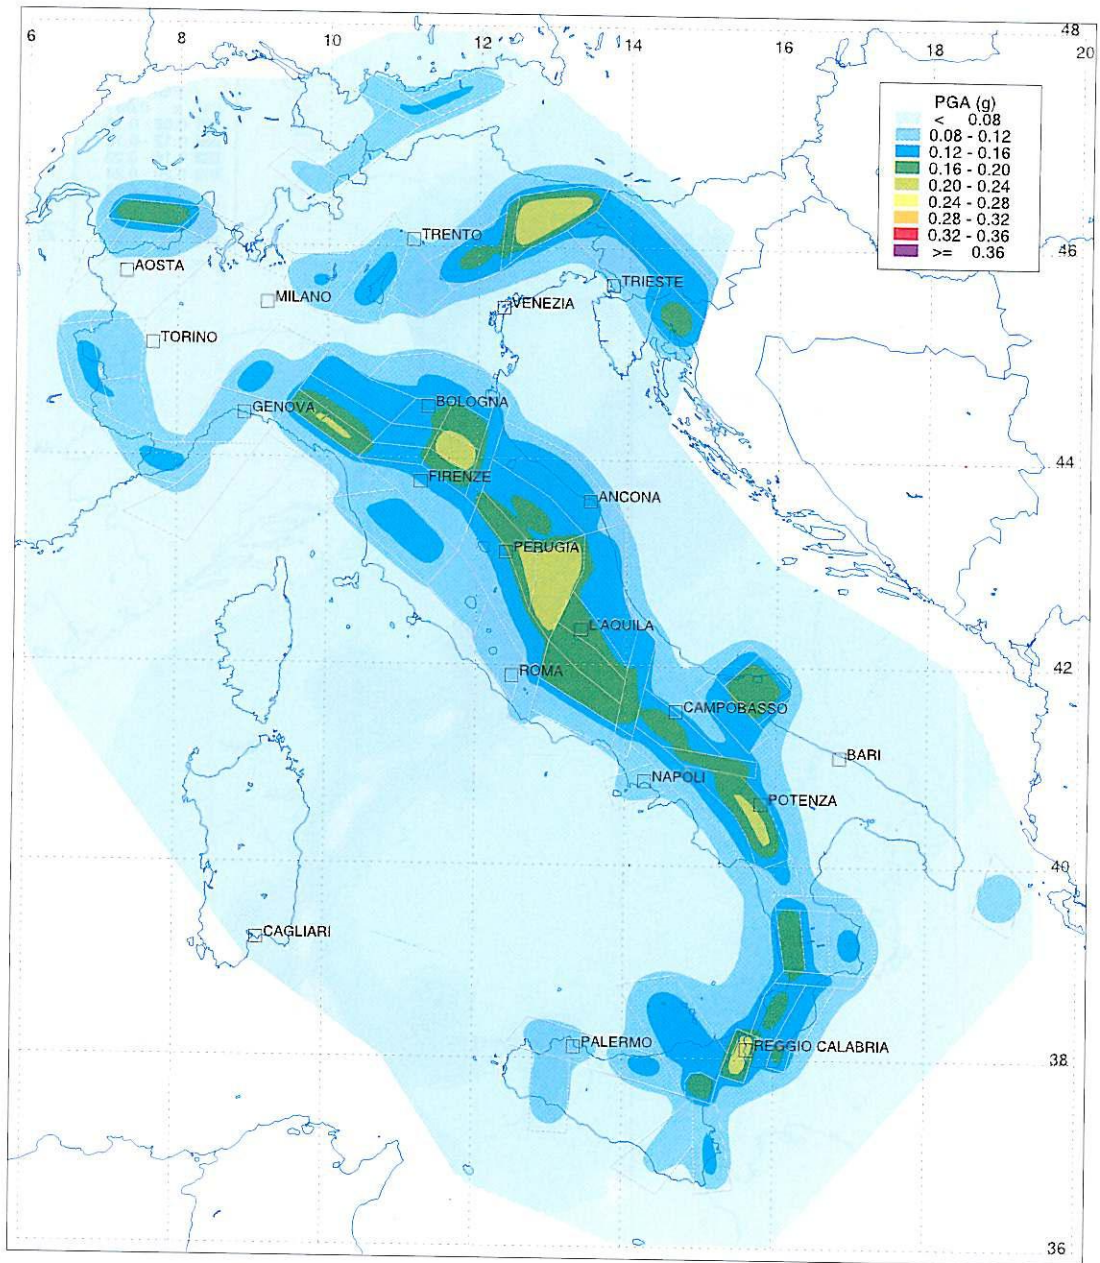 6 8 10 12 14 16 18 20
48
PGA (g)
< 0.08
0.08 - 0.12
0.12 - 0.16
0.16 - 0.20
0.20 - 0.24
0.24 - 0.28
0.28 - 0.32
0.32 - 0.36
>= 0.36
TRENTO
46
AOSTA
TRIESTE
MILANO
VENEZIA
TORINO
BOLOGNA
GENOVA
44
FIRENZE
ANCONA
PERUGIA
L'AQUILA
ROMA
42
CAMPOBASSO
BARI
NAPOLI
POTENZA
40
CAGLIARI
PALERMO
REGGIO CALABRIA
38
36